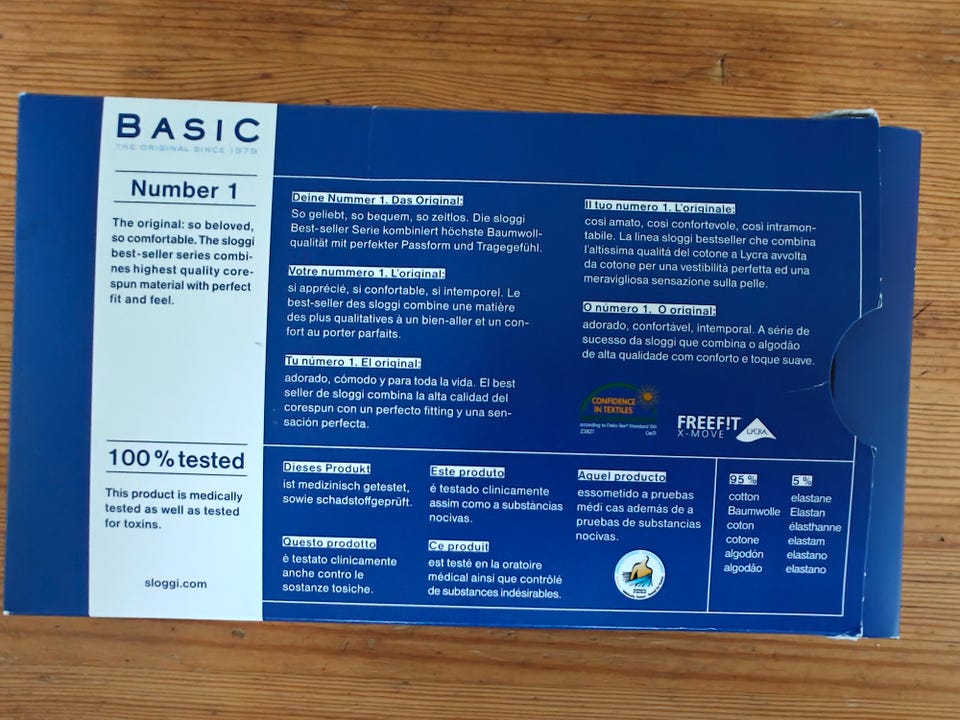 BASIC
THE ORIGINAL SINCE 1979
Number 1
The original: so beloved,
so comfortable. The sloggi
best-seller series combi-
nes highest quality core-
spun material with perfect
fit and feel.
100 % tested
This product is medically
tested as well as tested
for toxins.
sloggi.com
Deine Nummer 1. Das Original:
So geliebt, so bequem, so zeitlos. Die sloggi
Best-seller Serie kombiniert höchste Baumwoll-
qualität mit perfekter Passform und Tragegefühl.
Votre nummero 1. L'original:
si apprécié, si confortable, si intemporel. Le
best-seller des sloggi combine une matière
des plus qualitatives à un bien-aller et un con-
fort au porter parfaits.
Tu número 1. El original:
adorado, cómodo y para toda la vida. El best
seller de sloggi combina la alta calidad del
corespun con un perfecto fitting y una sen-
sación perfecta.
Il tuo numero 1. L'originale:
così amato, così confortevole, così intramon-
tabile. La linea sloggi bestseller che combina
l'altissima qualità del cotone a Lycra avvolta
da cotone per una vestibilità perfetta ed una
meravigliosa sensazione sulla pelle.
O número 1. O original:
adorado, confortável, intemporal. A série de
sucesso da sloggi que combina o algodão
de alta qualidade com conforto e toque suave.
CONFIDENCE
IN TEXTILES
according to Oeko-Tex® Standard 100
23821
OeTI
FREEF!T
X-MOVE
LYCRA
Dieses Produkt
ist medizinisch getestet,
sowie schadstoffgeprüft.
Questo prodotto
è testato clinicamente
anche contro le
sostanze tosiche.
Este produto
é testado clinicamente
assim como a substâncias
nocivas.
Ce produit
est testé en la oratoire
médical ainsi que contrôlé
de substances indésirables.
Aquel producto
essometido a pruebas
médi cas además de a
pruebas de substancias
nocivas.
95 %
cotton
Baumwolle
coton
cotone
algodón
algodão
5 %
elastane
Elastan
élasthanne
elastam
elastano
elastano